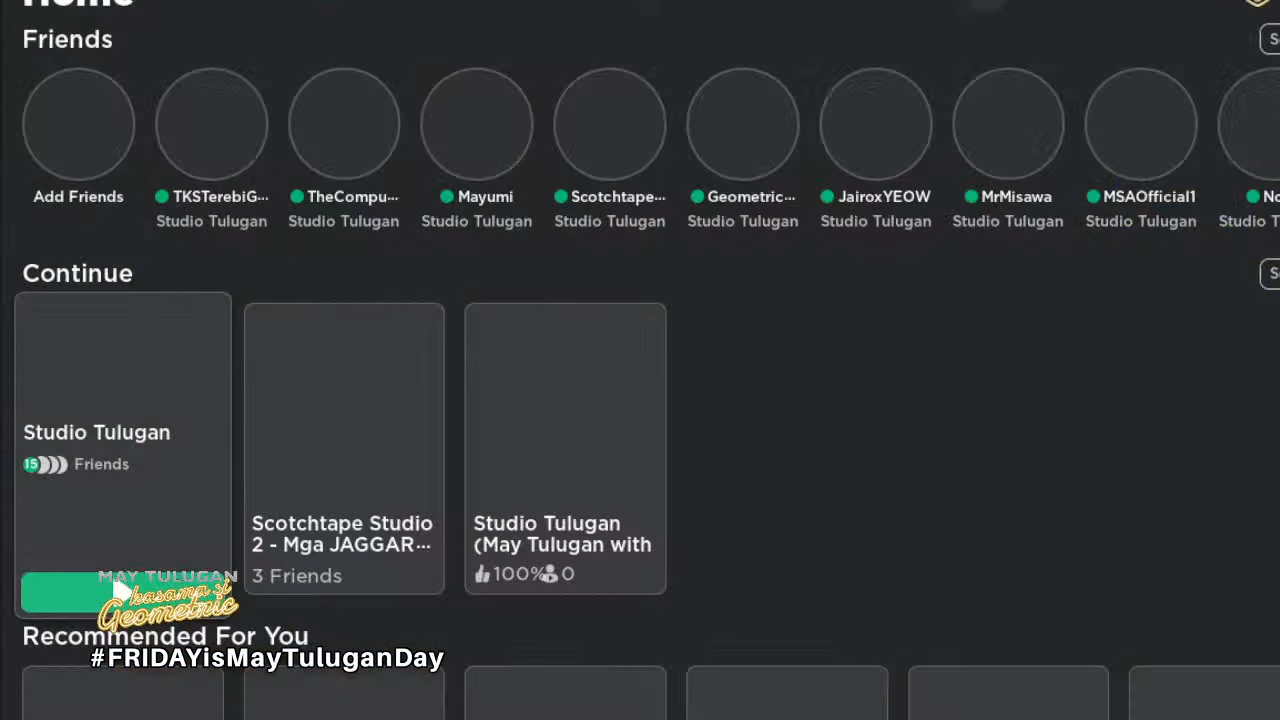 Home
Friends
Add Friends
TKSTerebiG...
Studio Tulugan
TheCompu...
Studio Tulugan
Mayumi
Studio Tulugan
Scotchtape...
Studio Tulugan
Geometric...
Studio Tulugan
JairoxYEOW
Studio Tulugan
MrMisawa
Studio Tulugan
MSAOfficial1
Studio Tulugan
Studio T
Continue
Studio Tulugan
15
Friends
Scotchtape Studio
2 - Mga JAGGAR...
3 Friends
Studio Tulugan
(May Tulugan with
100%
0
MAY TULUGAN
kasama si
Geometric
Recommended For You
#FRIDAYisMayTuluganDay